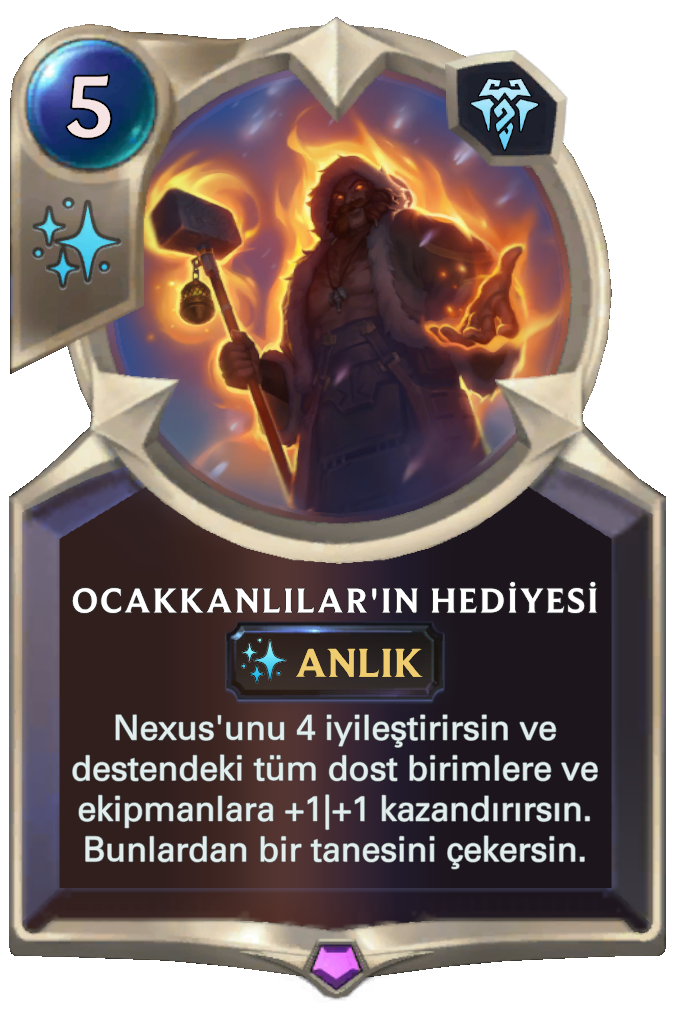 5
OCAKKANLILAR'IN HEDİYESİ
ANLIK
Nexus'unu 4 iyileştirirsin ve
destendeki tüm dost birimlere ve
ekipmanlara +1|+1 kazandırırsın.
Bunlardan bir tanesini çekersin.